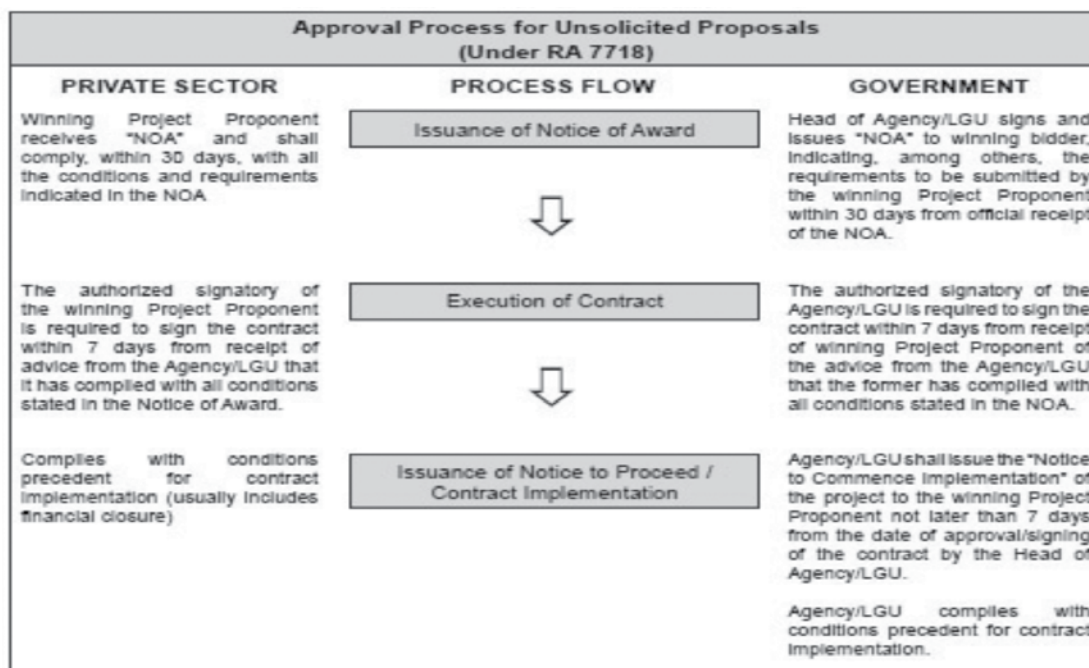 Approval Process for Unsolicited Proposals
(Under RA 7718)
PRIVATE SECTOR
PROCESS FLOW
GOVERNMENT
Winning Project Proponent
receives "NOA" and shall
comply, within 30 days, with all
the conditions and requirements
indicated in the NOA
Issuance of Notice of Award
Head of Agency/LGU signs and
issues "NOA" to winning bidder,
indicating, among others, the
requirements to be submitted by
the winning Project Proponent
within 30 days from official receipt
of the NOA.
The authorized signatory of
the winning Project Proponent
is required to sign the contract
within 7 days from receipt of
advice from the Agency/LGU that
it has complied with all conditions
stated in the Notice of Award.
Execution of Contract
The authorized signatory of the
Agency/LGU is required to sign the
contract within 7 days from receipt
of winning Project Proponent of
the advice from the Agency/LGU
that the former has complied with
all conditions stated in the NOA.
Complies with conditions
precedent for contract
implementation (usually includes
financial closure)
Issuance of Notice to Proceed /
Contract Implementation
Agency/LGU shall issue the "Notice
to Commence Implementation" of
the project to the winning Project
Proponent not later than 7 days
from the date of approval/signing
of the contract by the Head of
Agency/LGU.
Agency/LGU complies with
conditions precedent for contract
implementation.